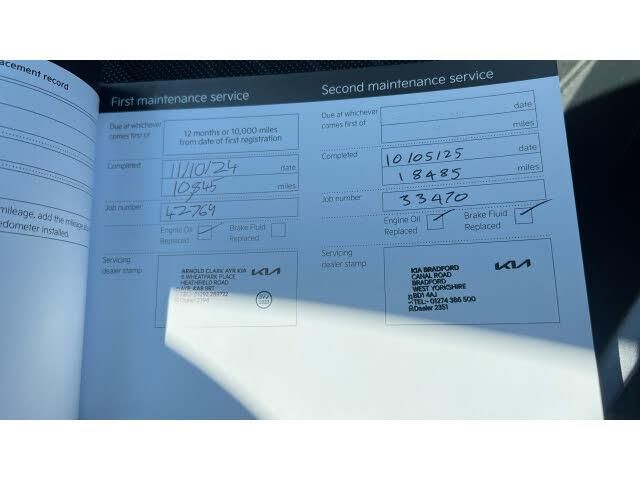 acement record
mileage, add the mileage
edometer installed.
First maintenance service
Due at whichever
comes first of
12 months or 10,000 miles
from date of first registration
Completed
11/10/24 date
10845 miles
Job number
42769
Engine Oil
Replaced
Brake Fluid
Replaced
Servicing
dealer stamp
ARNOLD CLARK AYR KIA
6 WHEATPARK PLACE
HEATHFIELD ROAD
KIA
Second maintenance service
Due at whichever
comes first of
date
miles
Completed
10/05/25 date
18485 miles
Job number
33470
Engine Oil
Replaced
Brake Fluid
Replaced
Servicing
dealer stamp
KIA BRADFORD
CANAL ROAD
BRADFORD
WEST YORKSHIRE
BD1 4AJ
TEL:- 01274 386 500
Dealer 2351
KIA